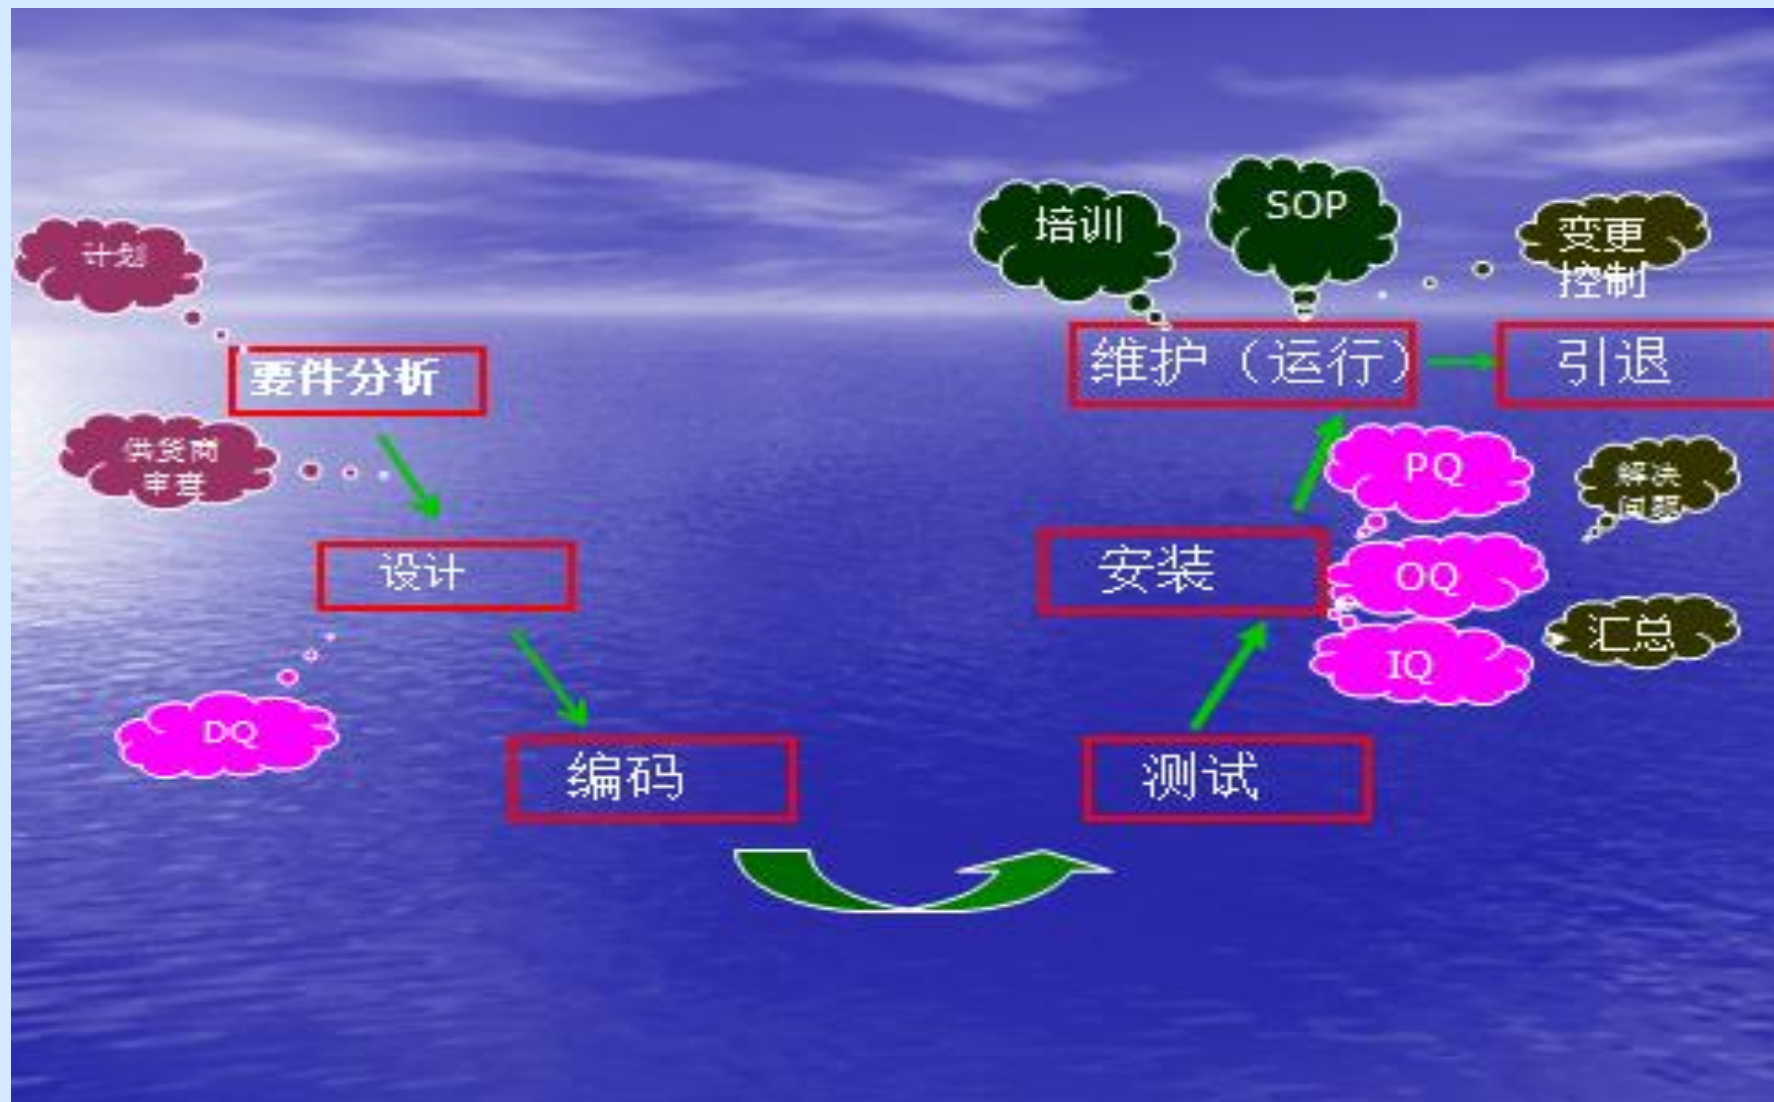 计划
要件分析
供货商
审查
设计
DQ
编码
测试
安装
IQ
OQ
PQ
维护（运行）
培训
SOP
变更
控制
引退
解决
问题
汇总